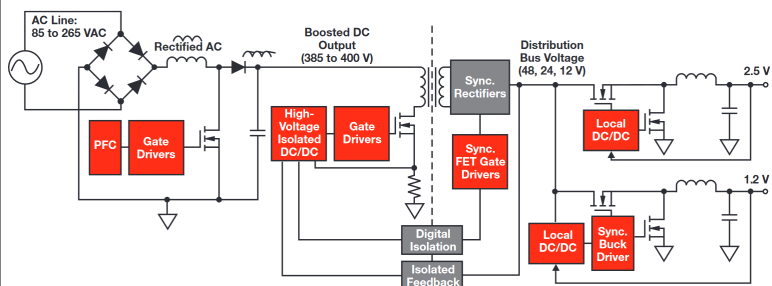 AC Line:
85 to 265 VAC
Rectified AC
Boosted DC
Output
(385 to 400 V)
Distribution
Bus Voltage
(48, 24, 12 V)
2.5 V
Sync.
Rectifiers
PFC
Gate
Drivers
High-
Voltage
Isolated
DC/DC
Gate
Drivers
Sync.
FET Gate
Drivers
Local
DC/DC
1.2 V
Digital
Isolation
Isolated
Feedback
Local
DC/DC
Sync.
Buck
Driver